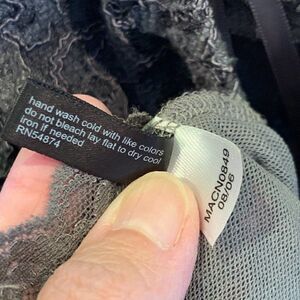 hand wash cold with like colors
do not bleach lay flat to dry cool
iron if needed
RN54874
MACN0849
08/06